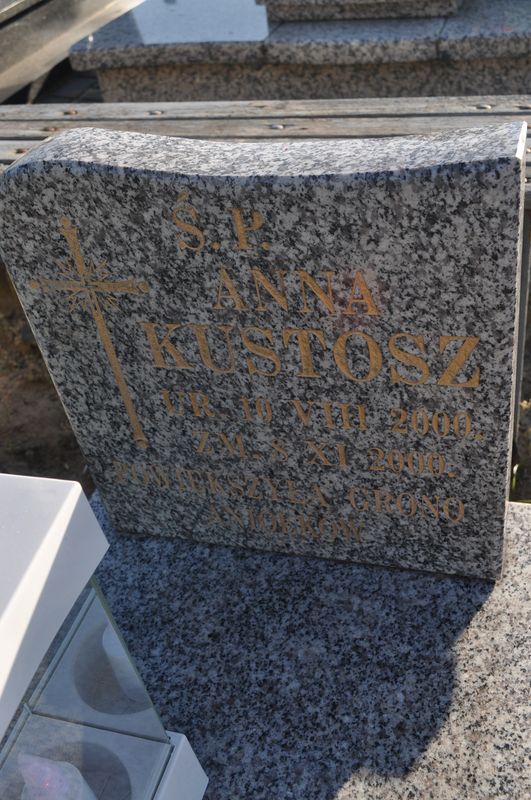 Ś.P.
ANNA
KUSTOSZ
UR. 10 VIII 2000.
ZM. 8 XI 2000.
POWIĘKSZYŁA GRONO
ANIOŁKÓW